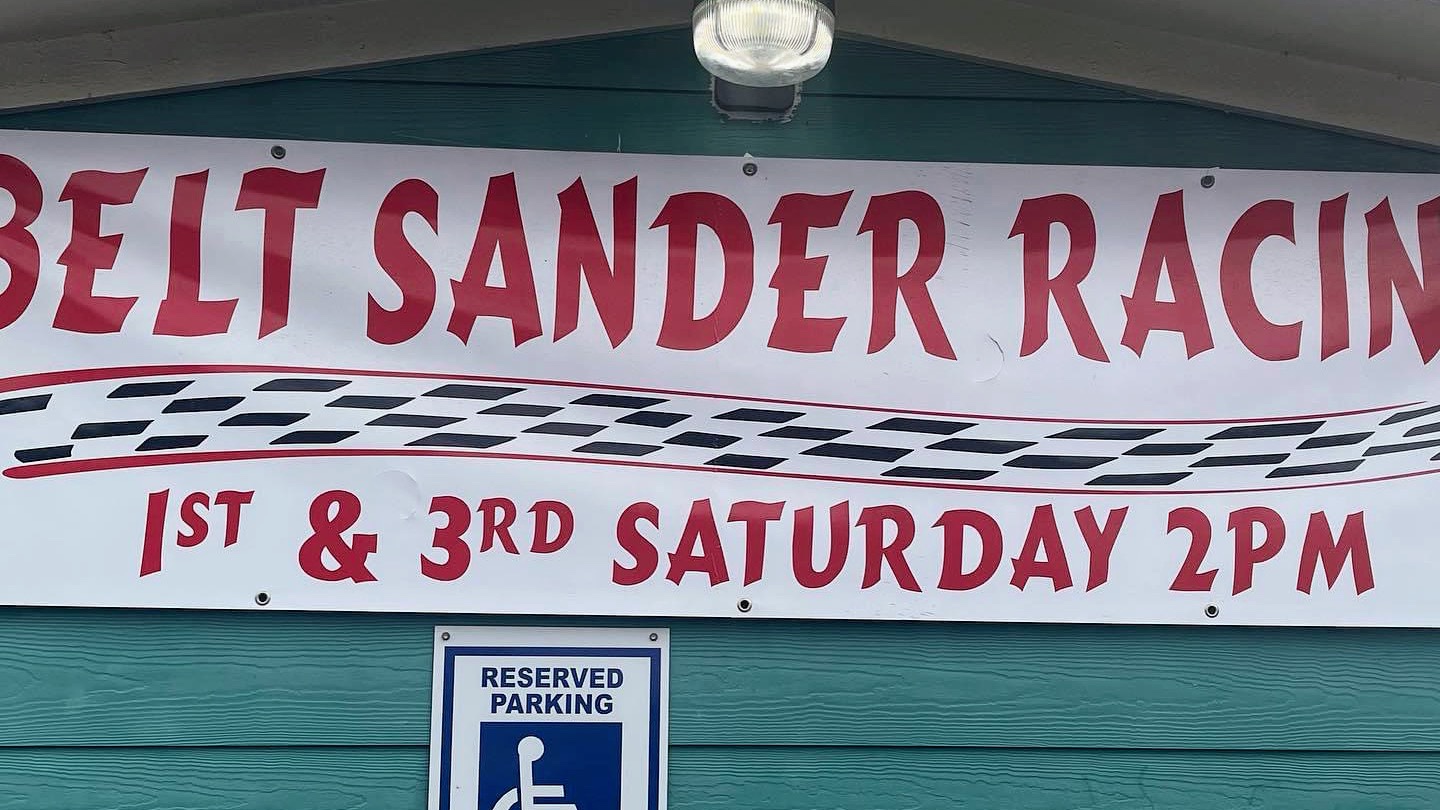 BELT SANDER RACIN
1ST & 3RD SATURDAY 2PM
RESERVED
PARKING